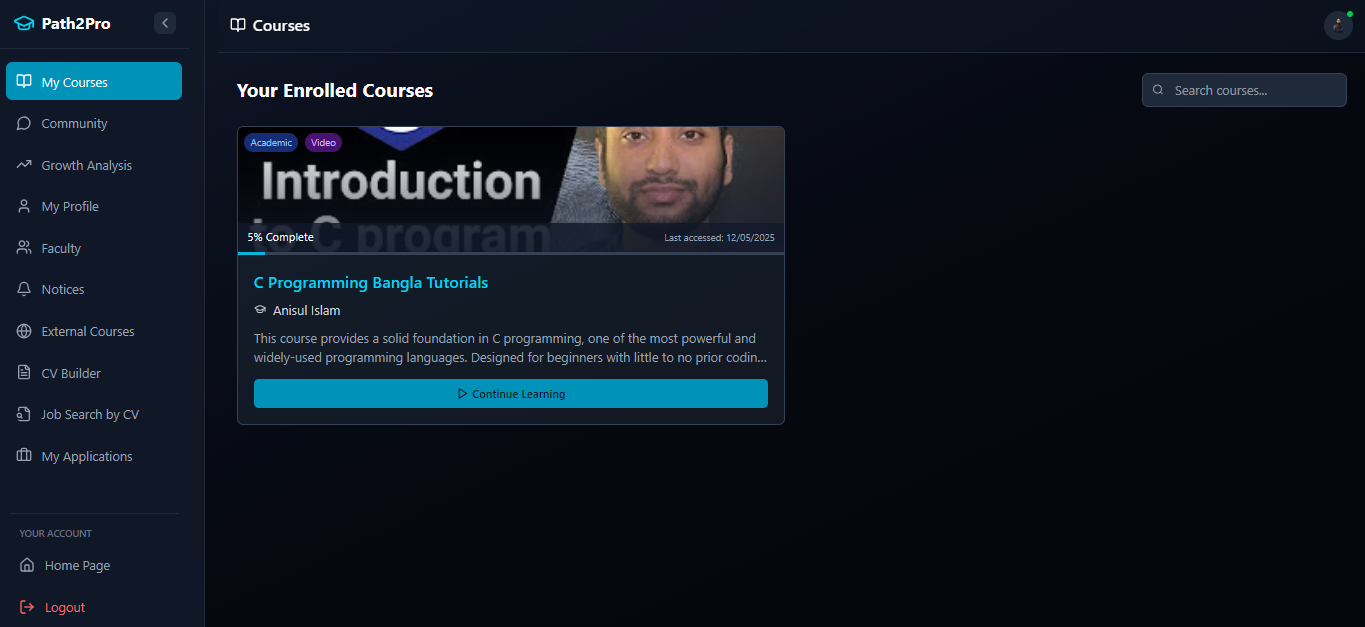 Path2Pro
My Courses
Community
Growth Analysis
My Profile
Faculty
Notices
External Courses
CV Builder
Job Search by CV
My Applications
YOUR ACCOUNT
Home Page
Logout
Courses
Your Enrolled Courses
Search courses...
Academic Video
Introduction
to C program
5% Complete
Last accessed: 12/05/2025
C Programming Bangla Tutorials
Anisul Islam
This course provides a solid foundation in C programming, one of the most powerful and
widely-used programming languages. Designed for beginners with little to no prior codin...
Continue Learning